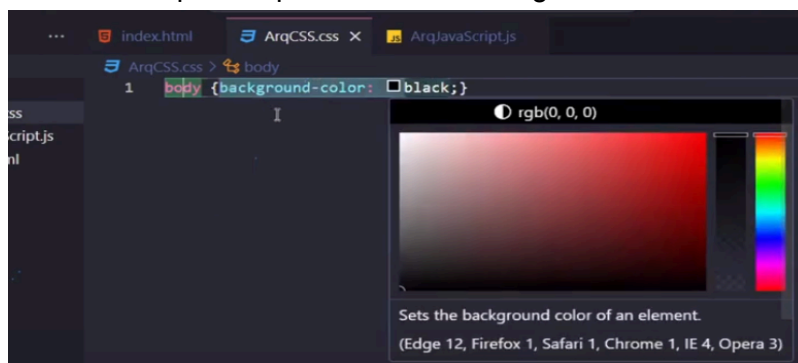 ... index.html ArqCSS.css × JS ArqJavaScript.js
ArqCSS.css > body
1 body {background-color: black;}
ss
cript.js
nl
rgb(0, 0, 0)
Sets the background color of an element.
(Edge 12, Firefox 1, Safari 1, Chrome 1, IE 4, Opera 3)